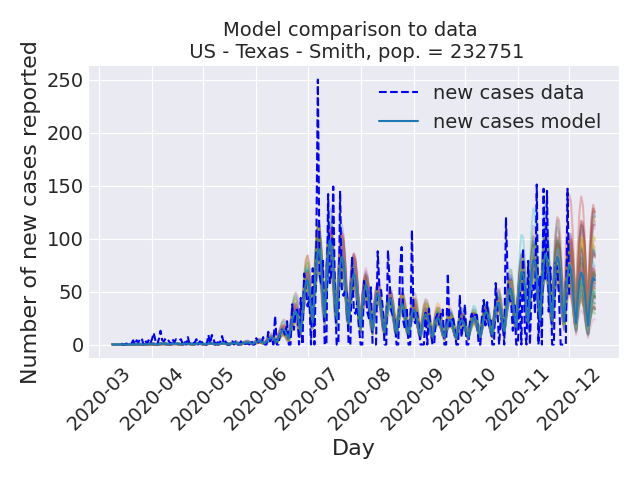 Model comparison to data
US - Texas - Smith, pop. = 232751
Number of new cases reported
250
200
150
100
50
0
new cases data
new cases model
2020-03
2020-04
2020-05
2020-06
2020-07
2020-08
2020-09
2020-10
2020-11
2020-12
Day